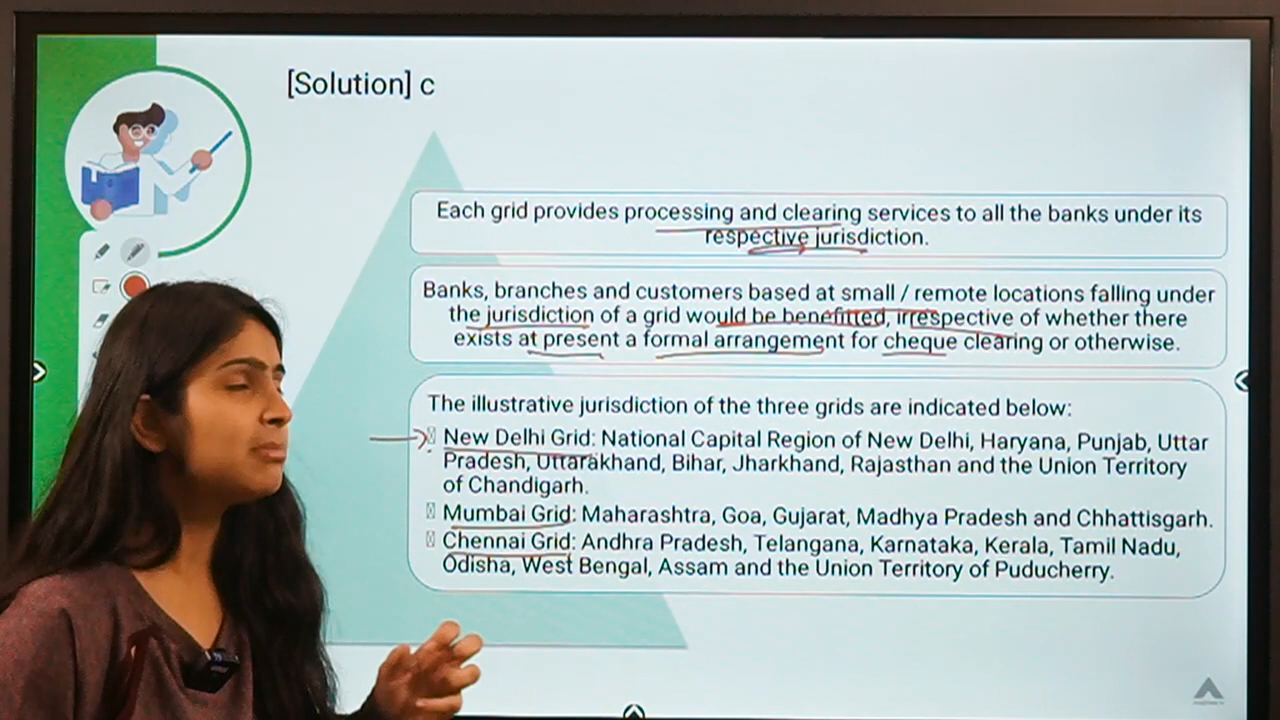 [Solution] c
Each grid provides processing and clearing services to all the banks under its
respective jurisdiction.
Banks, branches and customers based at small / remote locations falling under
the jurisdiction of a grid would be benefitted, irrespective of whether there
exists at present a formal arrangement for cheque clearing or otherwise.
The illustrative jurisdiction of the three grids are indicated below:
New Delhi Grid: National Capital Region of New Delhi, Haryana, Punjab, Uttar
Pradesh, Uttarakhand, Bihar, Jharkhand, Rajasthan and the Union Territory
of Chandigarh.
Mumbai Grid: Maharashtra, Goa, Gujarat, Madhya Pradesh and Chhattisgarh.
Chennai Grid: Andhra Pradesh, Telangana, Karnataka, Kerala, Tamil Nadu,
Odisha, West Bengal, Assam and the Union Territory of Puducherry.